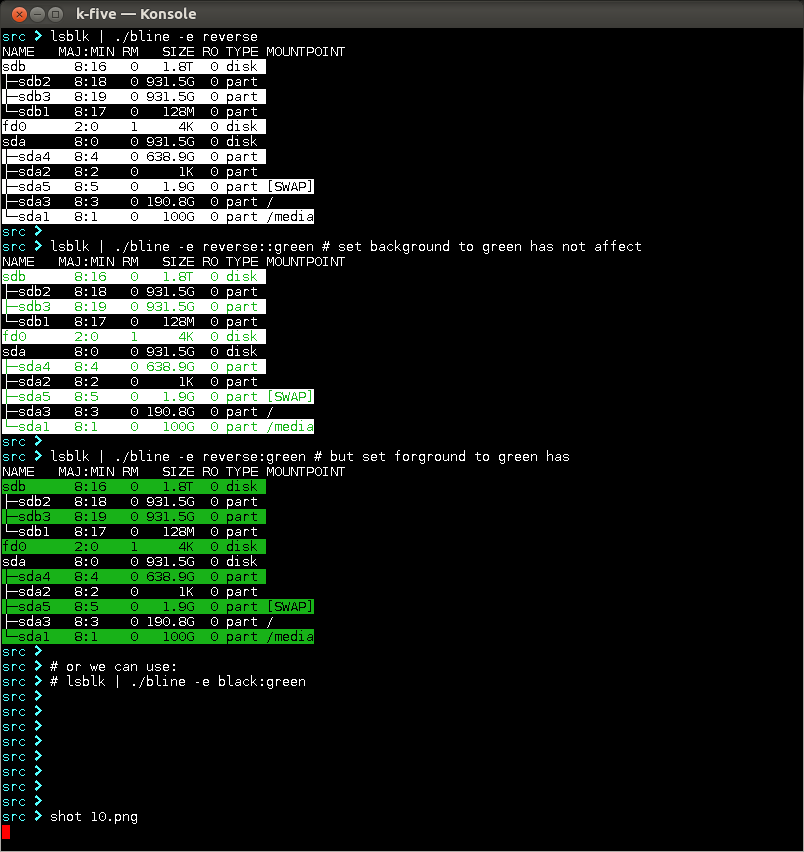 k-five — Konsole
src > lsblk | ./bline -e reverse
NAME   MAJ:MIN RM   SIZE RO TYPE MOUNTPOINT
sdb      8:16   0   1.8T  0 disk
├─sdb2   8:18   0 931.5G  0 part
├─sdb3   8:19   0 931.5G  0 part
└─sdb1   8:17   0   128M  0 part
fd0      2:0    1     4K  0 disk
sda      8:0    0 931.5G  0 disk
├─sda4   8:4    0 638.9G  0 part
├─sda2   8:2    0     1K  0 part
├─sda5   8:5    0   1.9G  0 part [SWAP]
├─sda3   8:3    0 190.8G  0 part /
└─sda1   8:1    0   100G  0 part /media
src >
src > lsblk | ./bline -e reverse::green # set background to green has not affect
NAME   MAJ:MIN RM   SIZE RO TYPE MOUNTPOINT
sdb      8:16   0   1.8T  0 disk
├─sdb2   8:18   0 931.5G  0 part
├─sdb3   8:19   0 931.5G  0 part
└─sdb1   8:17   0   128M  0 part
fd0      2:0    1     4K  0 disk
sda      8:0    0 931.5G  0 disk
├─sda4   8:4    0 638.9G  0 part
├─sda2   8:2    0     1K  0 part
├─sda5   8:5    0   1.9G  0 part [SWAP]
├─sda3   8:3    0 190.8G  0 part /
└─sda1   8:1    0   100G  0 part /media
src >
src > lsblk | ./bline -e reverse:green # but set forground to green has
NAME   MAJ:MIN RM   SIZE RO TYPE MOUNTPOINT
sdb      8:16   0   1.8T  0 disk
├─sdb2   8:18   0 931.5G  0 part
├─sdb3   8:19   0 931.5G  0 part
└─sdb1   8:17   0   128M  0 part
fd0      2:0    1     4K  0 disk
sda      8:0    0 931.5G  0 disk
├─sda4   8:4    0 638.9G  0 part
├─sda2   8:2    0     1K  0 part
├─sda5   8:5    0   1.9G  0 part [SWAP]
├─sda3   8:3    0 190.8G  0 part /
└─sda1   8:1    0   100G  0 part /media
src >
src > # or we can use:
src > # lsblk | ./bline -e black:green
src >
src >
src >
src >
src >
src >
src >
src >
src > shot 10.png